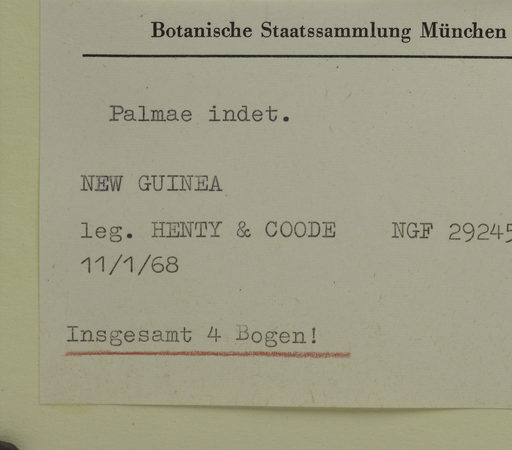 Botanische Staatssammlung München
Palmae indet.
NEW GUINEA
leg. HENTY & COODE NGF 29245
11/1/68
Insgesamt 4 Bogen!